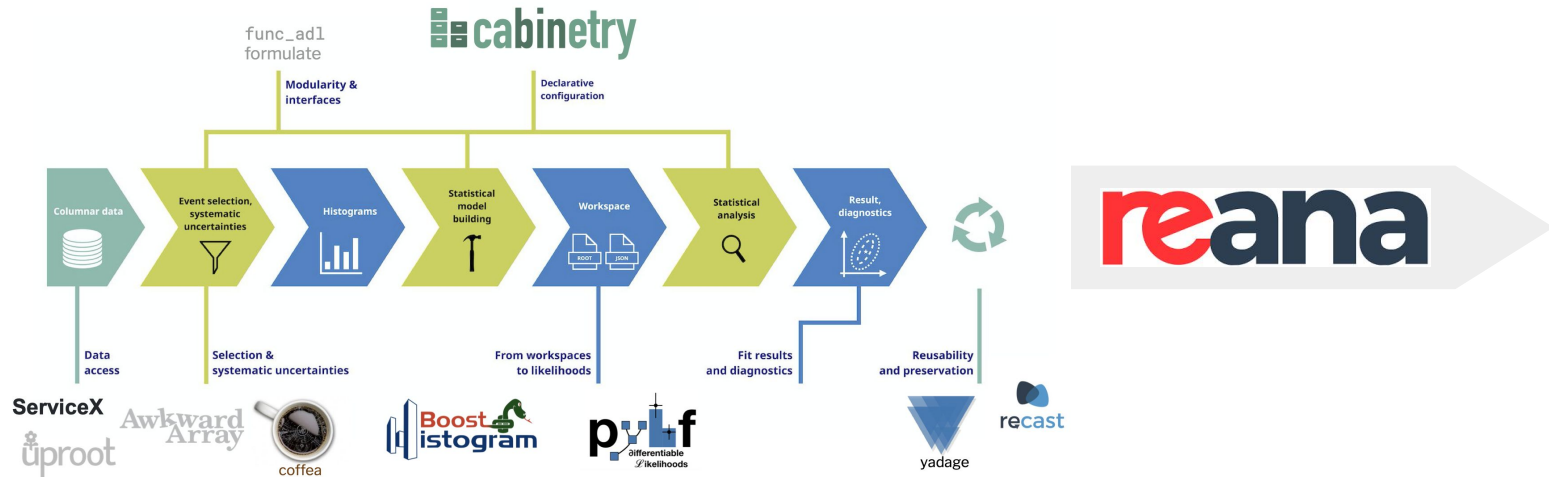 func_adl
formulate
cabinetry
Modularity &
interfaces
Declarative
configuration
Columnar data
Event selection,
systematic
uncertainties
Histograms
Statistical
model
building
Workspace
ROOT
JSON
Statistical
analysis
Result,
diagnostics
reana
Data
access
Selection &
systematic uncertainties
From workspaces
to likelihoods
Fit results
and diagnostics
Reusability
and preservation
ServiceX
uproot
Awkward
Array
coffea
Boost
Histogram
pyhf
differentiable
ℒikelihoods
yadage
recast